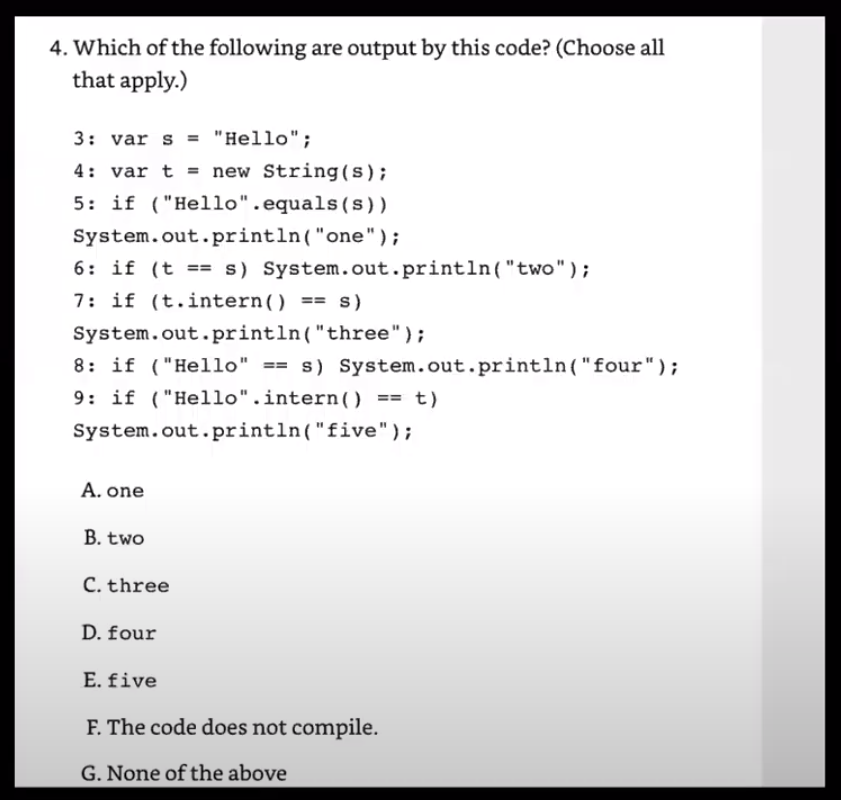 4. Which of the following are output by this code? (Choose all
that apply.)
3: var s = "Hello";
4: var t = new String(s);
5: if ("Hello".equals(s))
System.out.println("one");
6: if (t == s) System.out.println("two");
7: if (t.intern() == s)
System.out.println("three");
8: if ("Hello" == s) System.out.println("four");
9: if ("Hello".intern() == t)
System.out.println("five");
A. one
B. two
C. three
D. four
E. five
F. The code does not compile.
G. None of the above